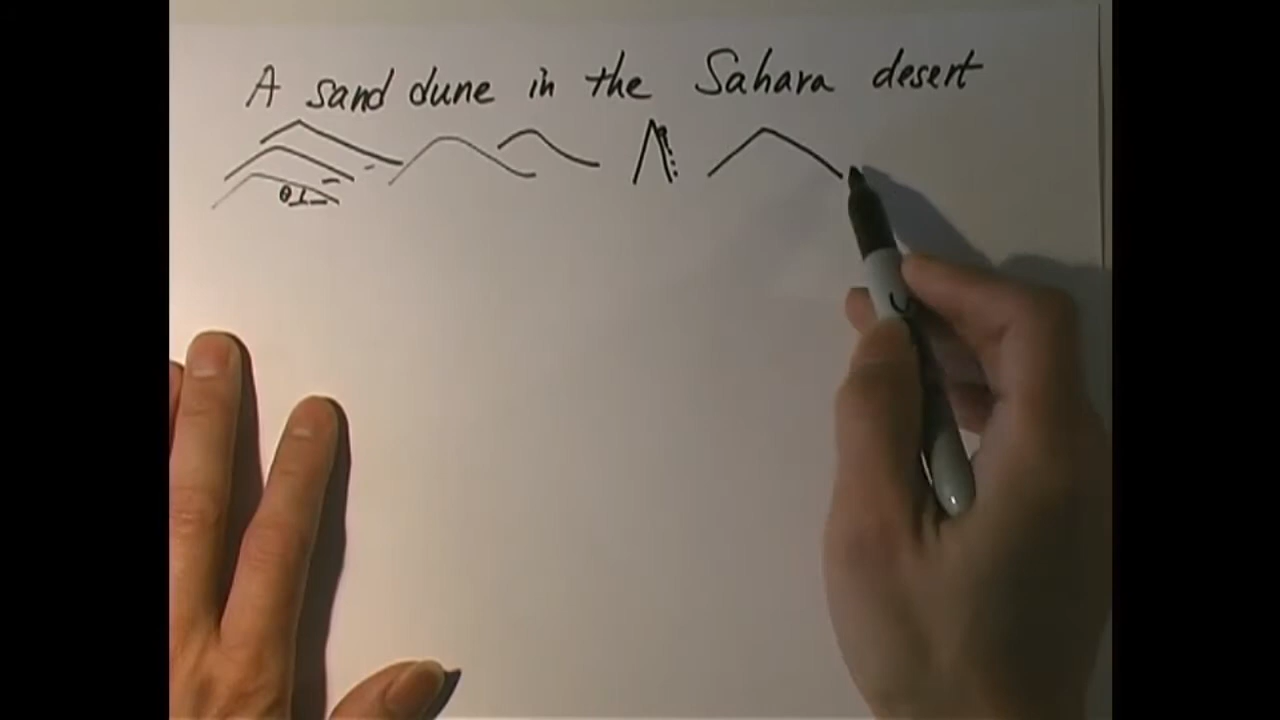 A sand dune in the Sahara desert
θ